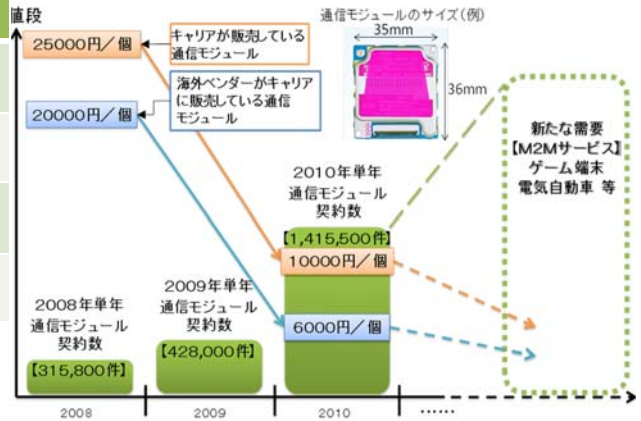 値段
通信モジュールのサイズ（例）
35mm
36mm
25000円／個
キャリアが販売している
通信モジュール
20000円／個
海外ベンダーがキャリア
に販売している通信
モジュール
新たな需要
【M2Mサービス】
ゲーム端末
電気自動車 等
2010年単年
通信モジュール
契約数
【1,415,500件】
10000円／個
6000円／個
2009年単年
通信モジュール
契約数
【428,000件】
2008年単年
通信モジュール
契約数
【315,800件】
2008
2009
2010
……